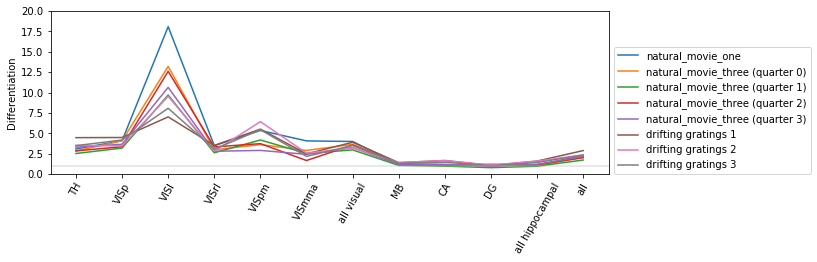 20.0
17.5
15.0
12.5
10.0
7.5
5.0
2.5
0.0
Differentiation
TH
VISp
VISl
VISrl
VISpm
VISmma
all visual
MB
CA
DG
all hippocampal
all
natural_movie_one
natural_movie_three (quarter 0)
natural_movie_three (quarter 1)
natural_movie_three (quarter 2)
natural_movie_three (quarter 3)
drifting gratings 1
drifting gratings 2
drifting gratings 3